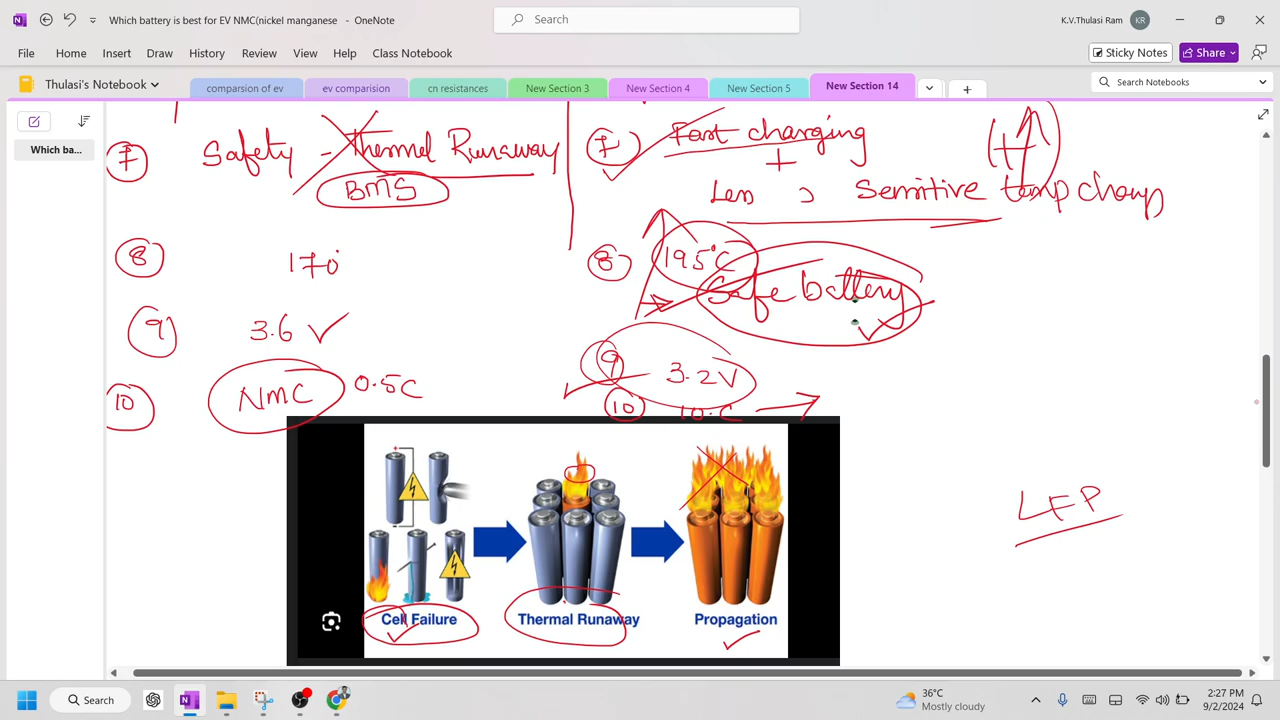 Which battery is best for EV NMC(nickel manganese - OneNote
Search
K.V.Thulasi Ram
KR
File Home Insert Draw History Review View Help Class Notebook
Sticky Notes
Share
Thulasi's Notebook
comparsion of ev
ev comparision
cn resistances
New Section 3
New Section 4
New Section 5
New Section 14
Search Notebooks
Which ba...
7 Safety - Thermal Runaway
BMS
8 170°
9 3.6
10 NMC 0.5C
7 Fast charging
+
Less > Sensitive temp chang
(+)
8 195°C
Safe battery
9 3.2V
10 10.C
Cell Failure
Thermal Runaway
Propagation
LFP
Search
36°C
Mostly cloudy
2:27 PM
9/2/2024